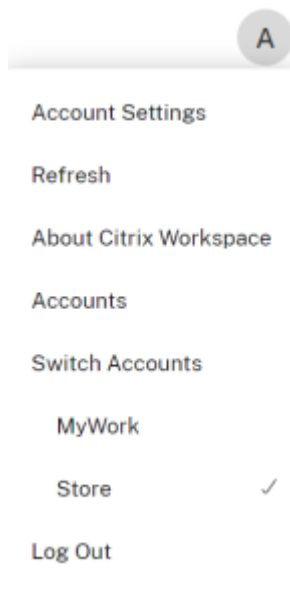 A
Account Settings
Refresh
About Citrix Workspace
Accounts
Switch Accounts
MyWork
Store
Log Out